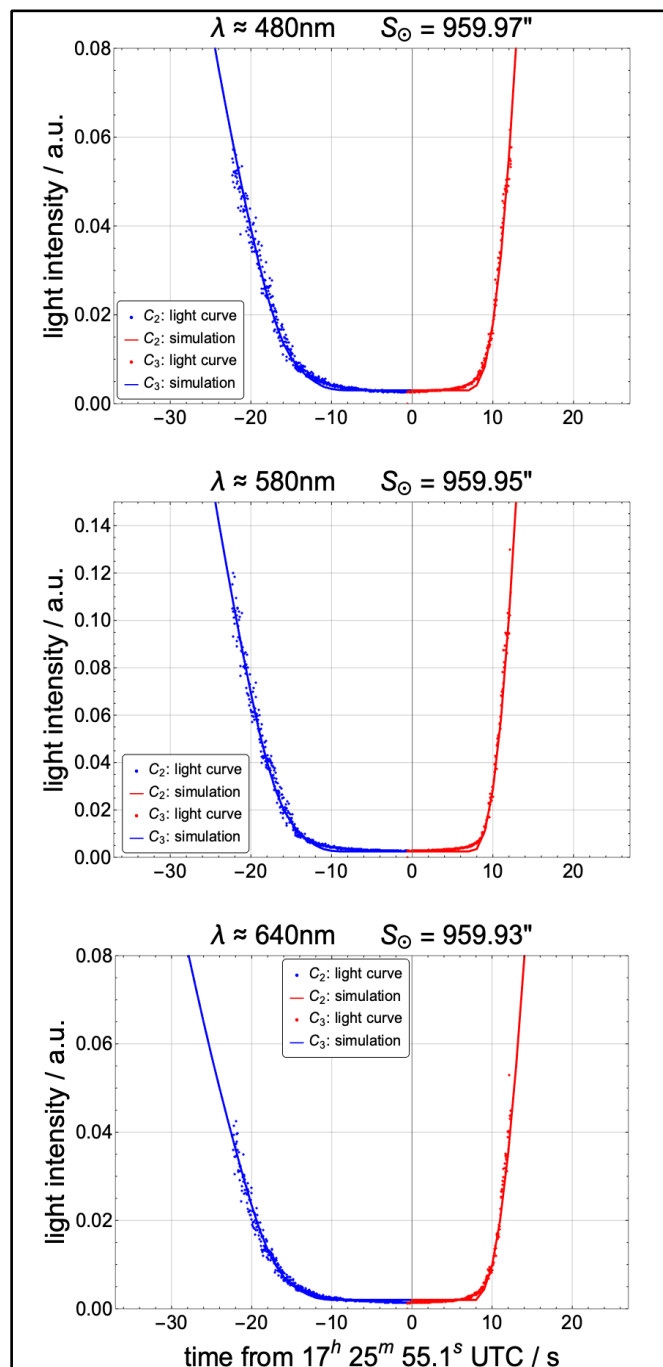 λ ≈ 480nm S⊙ = 959.97"
light intensity / a.u.
0.08
0.06
0.04
0.02
0.00
C2: light curve
C2: simulation
C3: light curve
C3: simulation
−30 −20 −10 0 10 20
λ ≈ 580nm S⊙ = 959.95"
light intensity / a.u.
0.14
0.12
0.10
0.08
0.06
0.04
0.02
0.00
C2: light curve
C2: simulation
C3: light curve
C3: simulation
−30 −20 −10 0 10 20
λ ≈ 640nm S⊙ = 959.93"
light intensity / a.u.
0.08
0.06
0.04
0.02
0.00
C2: light curve
C2: simulation
C3: light curve
C3: simulation
−30 −20 −10 0 10 20
time from 17h 25m 55.1s UTC / s